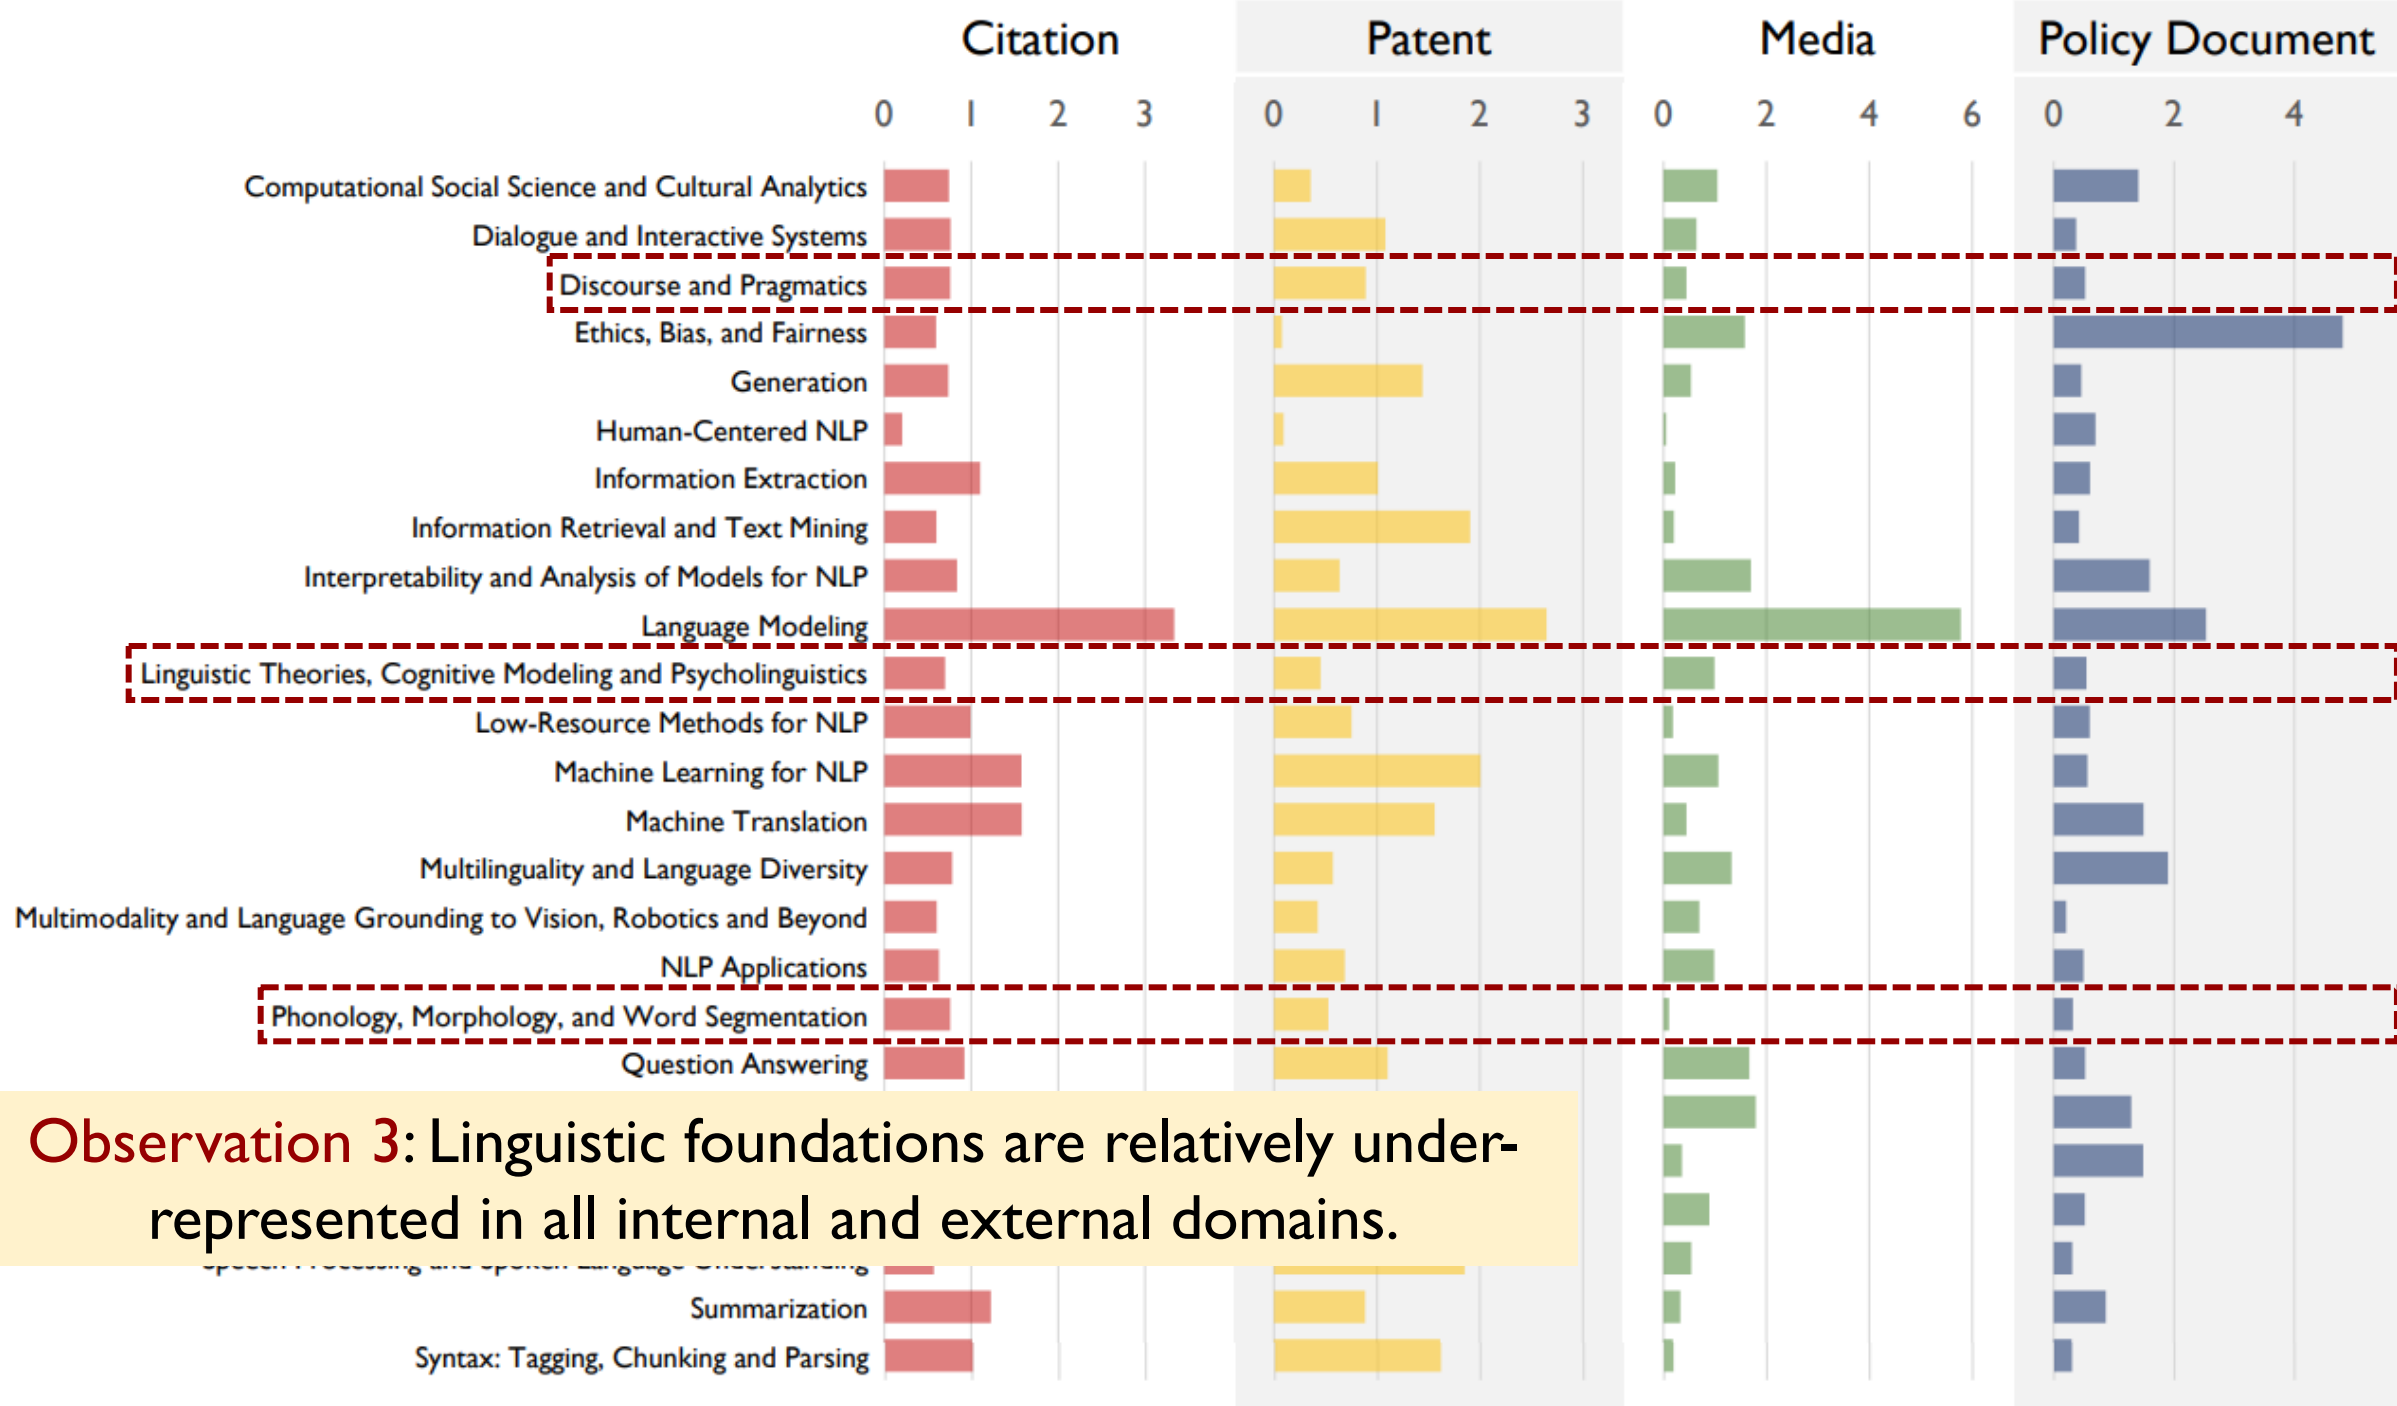 Citation Patent Media Policy Document
0 1 2 3 0 1 2 3 0 2 4 6 0 2 4
Computational Social Science and Cultural Analytics
Dialogue and Interactive Systems
Discourse and Pragmatics
Ethics, Bias, and Fairness
Generation
Human-Centered NLP
Information Extraction
Information Retrieval and Text Mining
Interpretability and Analysis of Models for NLP
Language Modeling
Linguistic Theories, Cognitive Modeling and Psycholinguistics
Low-Resource Methods for NLP
Machine Learning for NLP
Machine Translation
Multilinguality and Language Diversity
Multimodality and Language Grounding to Vision, Robotics and Beyond
NLP Applications
Phonology, Morphology, and Word Segmentation
Question Answering
Observation 3: Linguistic foundations are relatively under-
represented in all internal and external domains.
Speech Processing and Spoken Language Understanding
Summarization
Syntax: Tagging, Chunking and Parsing